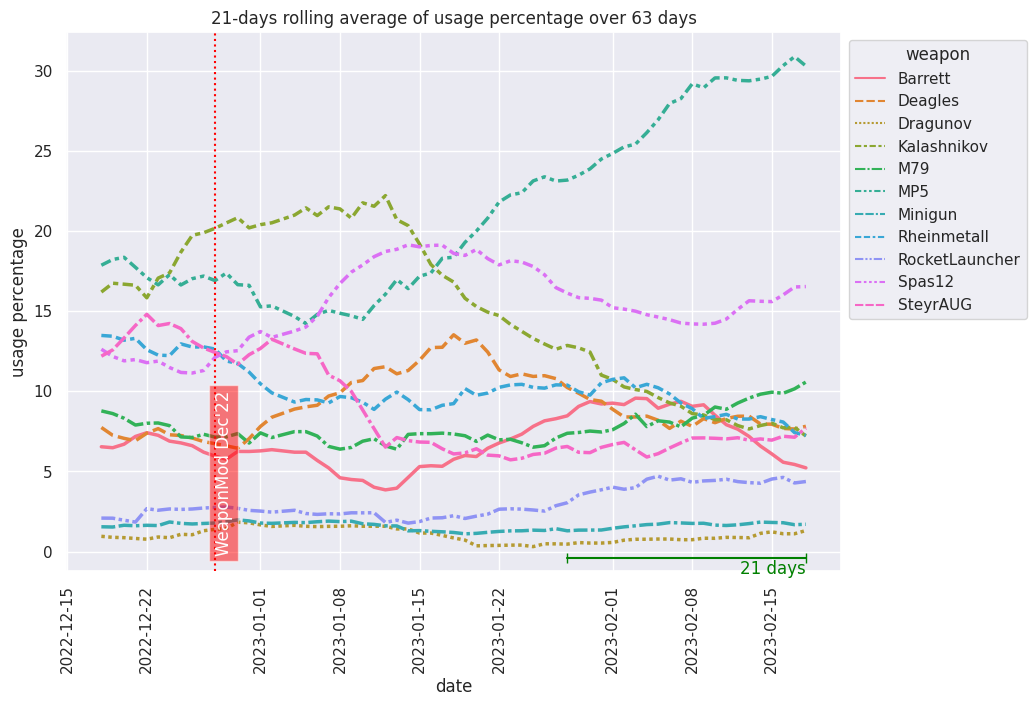 21-days rolling average of usage percentage over 63 days
usage percentage
30
25
20
15
10
5
0
WeaponMod Dec'22
21 days
2022-12-15
2022-12-22
2023-01-01
2023-01-08
2023-01-15
2023-01-22
2023-02-01
2023-02-08
2023-02-15
date
weapon
Barrett
Deagles
Dragunov
Kalashnikov
M79
MP5
Minigun
Rheinmetall
RocketLauncher
Spas12
SteyrAUG